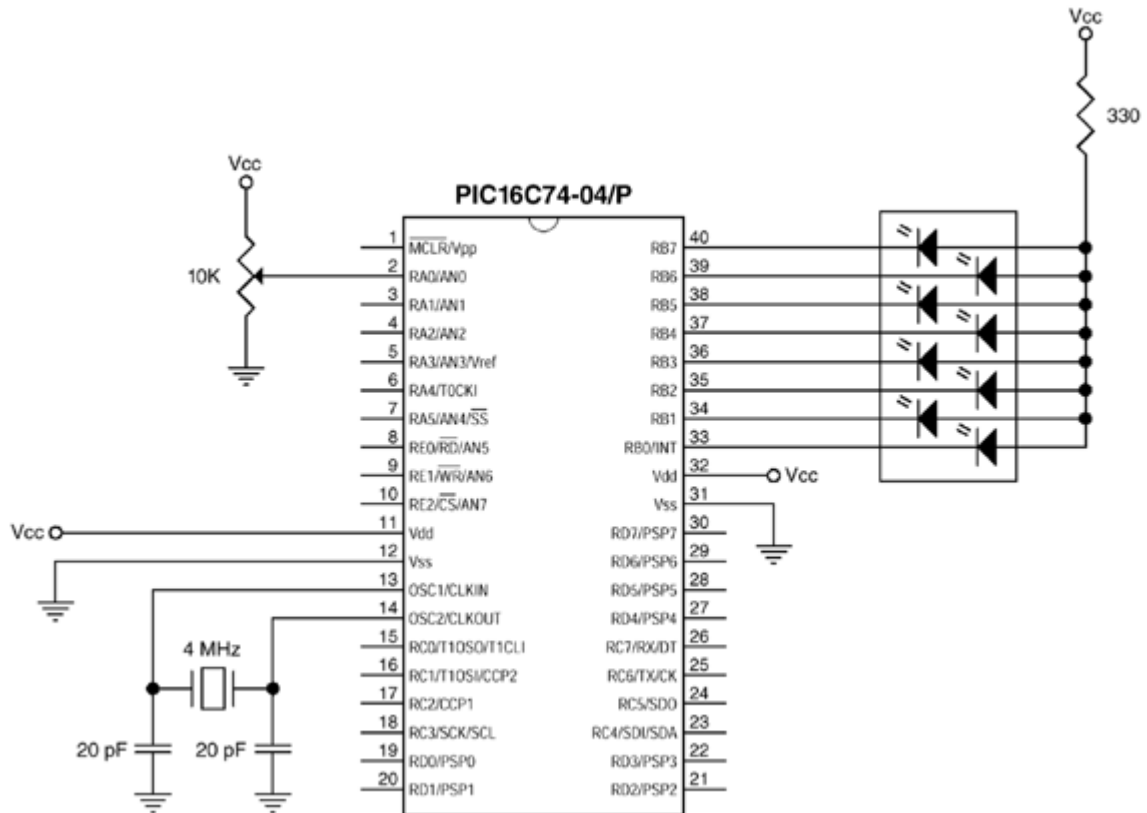 Vcc
330
Vcc
10K
PIC16C74-04/P
1 MCLR/Vpp
2 RA0/AN0
3 RA1/AN1
4 RA2/AN2
5 RA3/AN3/Vref
6 RA4/T0CKI
7 RA5/AN4/SS
8 RE0/RD/AN5
9 RE1/WR/AN6
10 RE2/CS/AN7
Vcc
11 Vdd
12 Vss
13 OSC1/CLKIN
14 OSC2/CLKOUT
15 RC0/T1OSO/T1CLI
16 RC1/T1OSI/CCP2
17 RC2/CCP1
18 RC3/SCK/SCL
19 RD0/PSP0
20 RD1/PSP1
4 MHz
20 pF
20 pF
RB7 40
RB6 39
RB5 38
RB4 37
RB3 36
RB2 35
RB1 34
RB0/INT 33
Vdd 32
Vcc
Vss 31
RD7/PSP7 30
RD6/PSP6 29
RD5/PSP5 28
RD4/PSP4 27
RC7/RX/DT 26
RC6/TX/CK 25
RC5/SDO 24
RC4/SDI/SDA 23
RD3/PSP3 22
RD2/PSP2 21